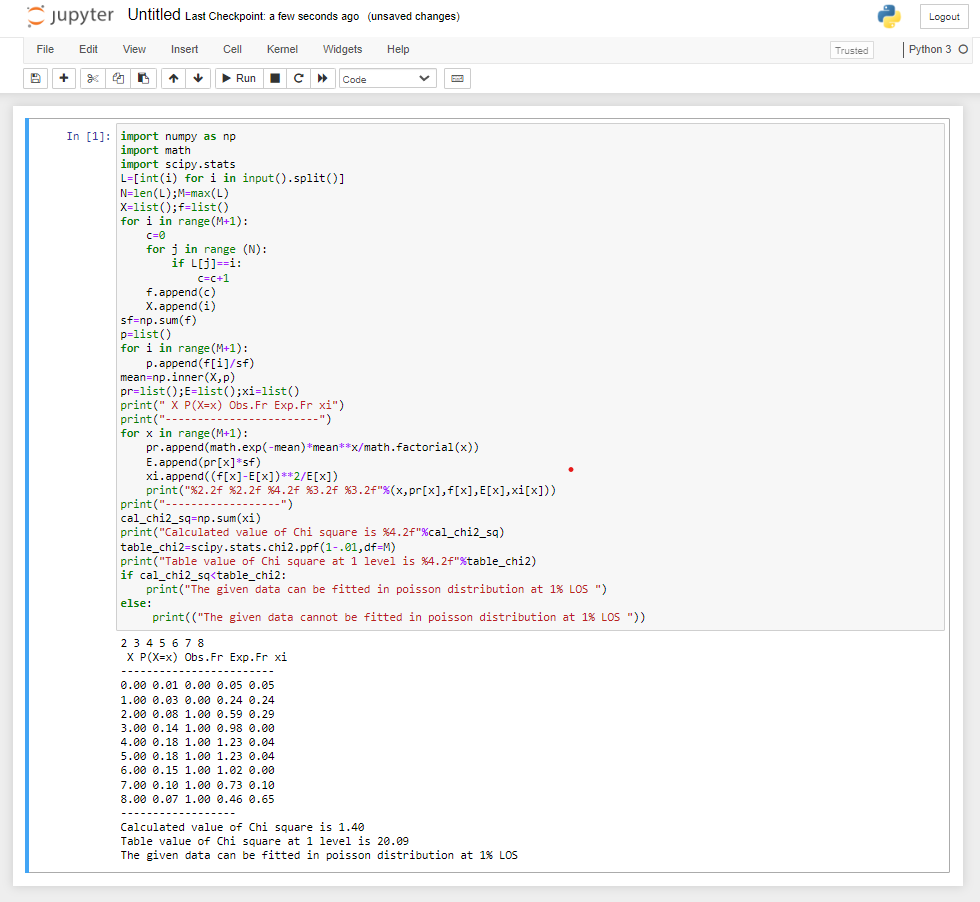 jupyter Untitled Last Checkpoint: a few seconds ago (unsaved changes)
Logout
File Edit View Insert Cell Kernel Widgets Help
Trusted
Python 3
Run
Code
In [1]:
import numpy as np
import math
import scipy.stats
L=[int(i) for i in input().split()]
N=len(L);M=max(L)
X=list();f=list()
for i in range(M+1):
    c=0
    for j in range (N):
        if L[j]==i:
            c=c+1
    f.append(c)
    X.append(i)
sf=np.sum(f)
p=list()
for i in range(M+1):
    p.append(f[i]/sf)
mean=np.inner(X,p)
pr=list();E=list();xi=list()
print(" X P(X=x) Obs.Fr Exp.Fr xi")
print("------------------------")
for x in range(M+1):
    pr.append(math.exp(-mean)*mean**x/math.factorial(x))
    E.append(pr[x]*sf)
    xi.append((f[x]-E[x])**2/E[x])
    print("%2.2f %2.2f %4.2f %3.2f %3.2f"%(x,pr[x],f[x],E[x],xi[x]))
print("------------------")
cal_chi2_sq=np.sum(xi)
print("Calculated value of Chi square is %4.2f"%cal_chi2_sq)
table_chi2=scipy.stats.chi2.ppf(1-.01,df=M)
print("Table value of Chi square at 1 level is %4.2f"%table_chi2)
if cal_chi2_sq<table_chi2:
    print("The given data can be fitted in poisson distribution at 1% LOS ")
else:
     print(("The given data cannot be fitted in poisson distribution at 1% LOS "))
2 3 4 5 6 7 8
 X P(X=x) Obs.Fr Exp.Fr xi
------------------------
0.00 0.01 0.00 0.05 0.05
1.00 0.03 0.00 0.24 0.24
2.00 0.08 1.00 0.59 0.29
3.00 0.14 1.00 0.98 0.00
4.00 0.18 1.00 1.23 0.04
5.00 0.18 1.00 1.23 0.04
6.00 0.15 1.00 1.02 0.00
7.00 0.10 1.00 0.73 0.10
8.00 0.07 1.00 0.46 0.65
------------------
Calculated value of Chi square is 1.40
Table value of Chi square at 1 level is 20.09
The given data can be fitted in poisson distribution at 1% LOS